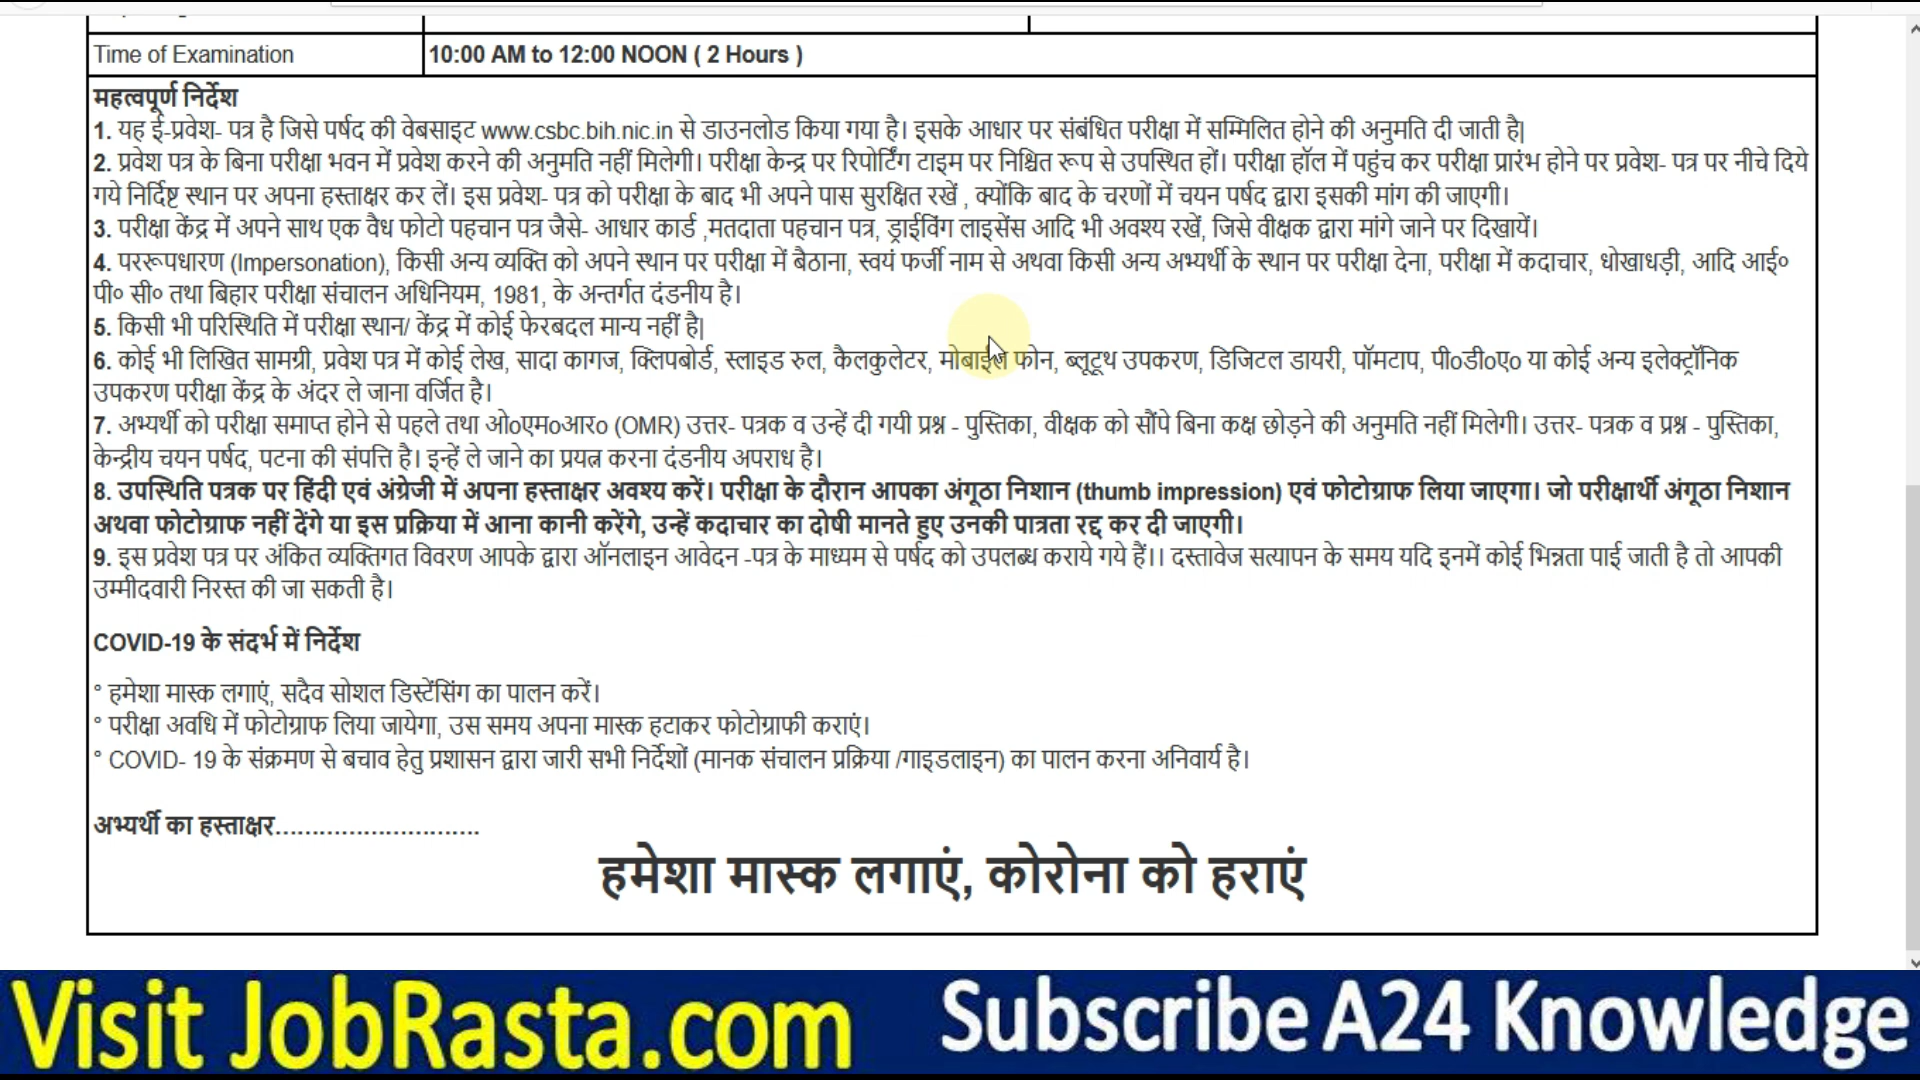 Time of Examination 10:00 AM to 12:00 NOON ( 2 Hours )
महत्वपूर्ण निर्देश
1. यह ई-प्रवेश- पत्र है जिसे पर्षद की वेबसाइट www.csbc.bih.nic.in से डाउनलोड किया गया है। इसके आधार पर संबंधित परीक्षा में सम्मिलित होने की अनुमति दी जाती है|
2. प्रवेश पत्र के बिना परीक्षा भवन में प्रवेश करने की अनुमति नहीं मिलेगी। परीक्षा केन्द्र पर रिपोर्टिंग टाइम पर निश्चित रूप से उपस्थित हों। परीक्षा हॉल में पहुंच कर परीक्षा प्रारंभ होने पर प्रवेश- पत्र पर नीचे दिये
गये निर्दिष्ट स्थान पर अपना हस्ताक्षर कर लें। इस प्रवेश- पत्र को परीक्षा के बाद भी अपने पास सुरक्षित रखें , क्योंकि बाद के चरणों में चयन पर्षद द्वारा इसकी मांग की जाएगी।
3. परीक्षा केंद्र में अपने साथ एक वैध फोटो पहचान पत्र जैसे- आधार कार्ड ,मतदाता पहचान पत्र, ड्राईविंग लाइसेंस आदि भी अवश्य रखें, जिसे वीक्षक द्वारा मांगे जाने पर दिखायें।
4. पररूपधारण (Impersonation), किसी अन्य व्यक्ति को अपने स्थान पर परीक्षा में बैठाना, स्वयं फर्जी नाम से अथवा किसी अन्य अभ्यर्थी के स्थान पर परीक्षा देना, परीक्षा में कदाचार, धोखाधड़ी, आदि आई०
पी० सी० तथा बिहार परीक्षा संचालन अधिनियम, 1981, के अन्तर्गत दंडनीय है।
5. किसी भी परिस्थिति में परीक्षा स्थान/ केंद्र में कोई फेरबदल मान्य नहीं है|
6. कोई भी लिखित सामग्री, प्रवेश पत्र में कोई लेख, सादा कागज, क्लिपबोर्ड, स्लाइड रुल, कैलकुलेटर, मोबाईल फोन, ब्लूटूथ उपकरण, डिजिटल डायरी, पॉमटाप, पीoडीoएo या कोई अन्य इलेक्ट्रॉनिक
उपकरण परीक्षा केंद्र के अंदर ले जाना वर्जित है।
7. अभ्यर्थी को परीक्षा समाप्त होने से पहले तथा ओoएमoआरo (OMR) उत्तर- पत्रक व उन्हें दी गयी प्रश्न - पुस्तिका, वीक्षक को सौंपे बिना कक्ष छोड़ने की अनुमति नहीं मिलेगी। उत्तर- पत्रक व प्रश्न - पुस्तिका,
केन्द्रीय चयन पर्षद, पटना की संपत्ति है। इन्हें ले जाने का प्रयत्न करना दंडनीय अपराध है।
8. उपस्थिति पत्रक पर हिंदी एवं अंग्रेजी में अपना हस्ताक्षर अवश्य करें। परीक्षा के दौरान आपका अंगूठा निशान (thumb impression) एवं फोटोग्राफ लिया जाएगा। जो परीक्षार्थी अंगूठा निशान
अथवा फोटोग्राफ नहीं देंगे या इस प्रक्रिया में आना कानी करेंगे, उन्हें कदाचार का दोषी मानते हुए उनकी पात्रता रद्द कर दी जाएगी।
9. इस प्रवेश पत्र पर अंकित व्यक्तिगत विवरण आपके द्वारा ऑनलाइन आवेदन -पत्र के माध्यम से पर्षद को उपलब्ध कराये गये हैं।। दस्तावेज सत्यापन के समय यदि इनमें कोई भिन्नता पाई जाती है तो आपकी
उम्मीदवारी निरस्त की जा सकती है।
COVID-19 के संदर्भ में निर्देश
° हमेशा मास्क लगाएं, सदैव सोशल डिस्टेंसिंग का पालन करें।
° परीक्षा अवधि में फोटोग्राफ लिया जायेगा, उस समय अपना मास्क हटाकर फोटोग्राफी कराएं।
° COVID- 19 के संक्रमण से बचाव हेतु प्रशासन द्वारा जारी सभी निर्देशों (मानक संचालन प्रक्रिया /गाइडलाइन) का पालन करना अनिवार्य है।
अभ्यर्थी का हस्ताक्षर............................
हमेशा मास्क लगाएं, कोरोना को हराएं
Visit JobRasta.com Subscribe A24 Knowledge